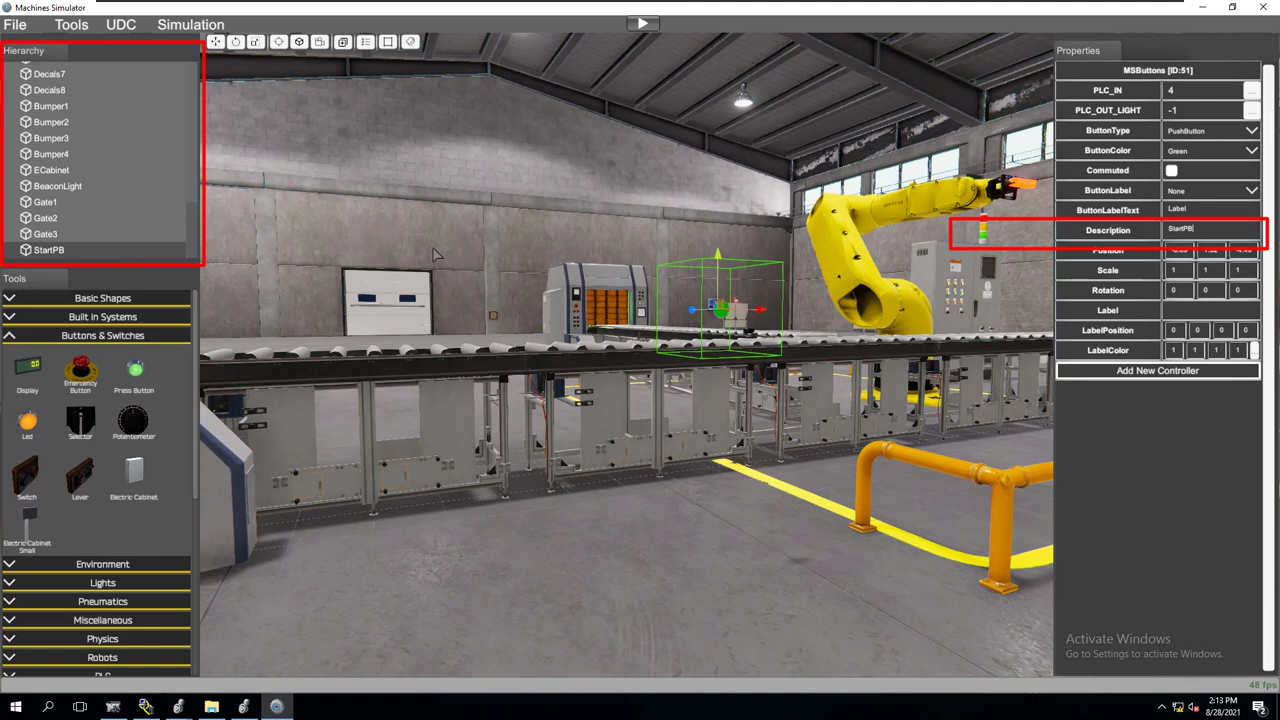 Machines Simulator
File Tools UDC Simulation
Hierarchy
Decals7
Decals8
Bumper1
Bumper2
Bumper3
Bumper4
ECabinet
BeaconLight
Gate1
Gate2
Gate3
StartPB
Tools
Basic Shapes
Built in Systems
Buttons & Switches
Display Emergency Button Press Button
Led Selector Potentiometer
Switch Lever Electric Cabinet
Electric Cabinet Small
Environment
Lights
Pneumatics
Miscellaneous
Physics
Robots
Properties
MSButtons [ID:51]
PLC_IN 4 ...
PLC_OUT_LIGHT -1 ...
ButtonType PushButton
ButtonColor Green
Commuted
ButtonLabel None
ButtonLabelText Label
Description StartPB
Position
Scale 1 1 1
Rotation 0 0 0
Label
LabelPosition 0 0 0 0
LabelColor 1 1 1 1 ...
Add New Controller
Activate Windows
Go to Settings to activate Windows.
48 fps
2:13 PM
8/28/2021
2